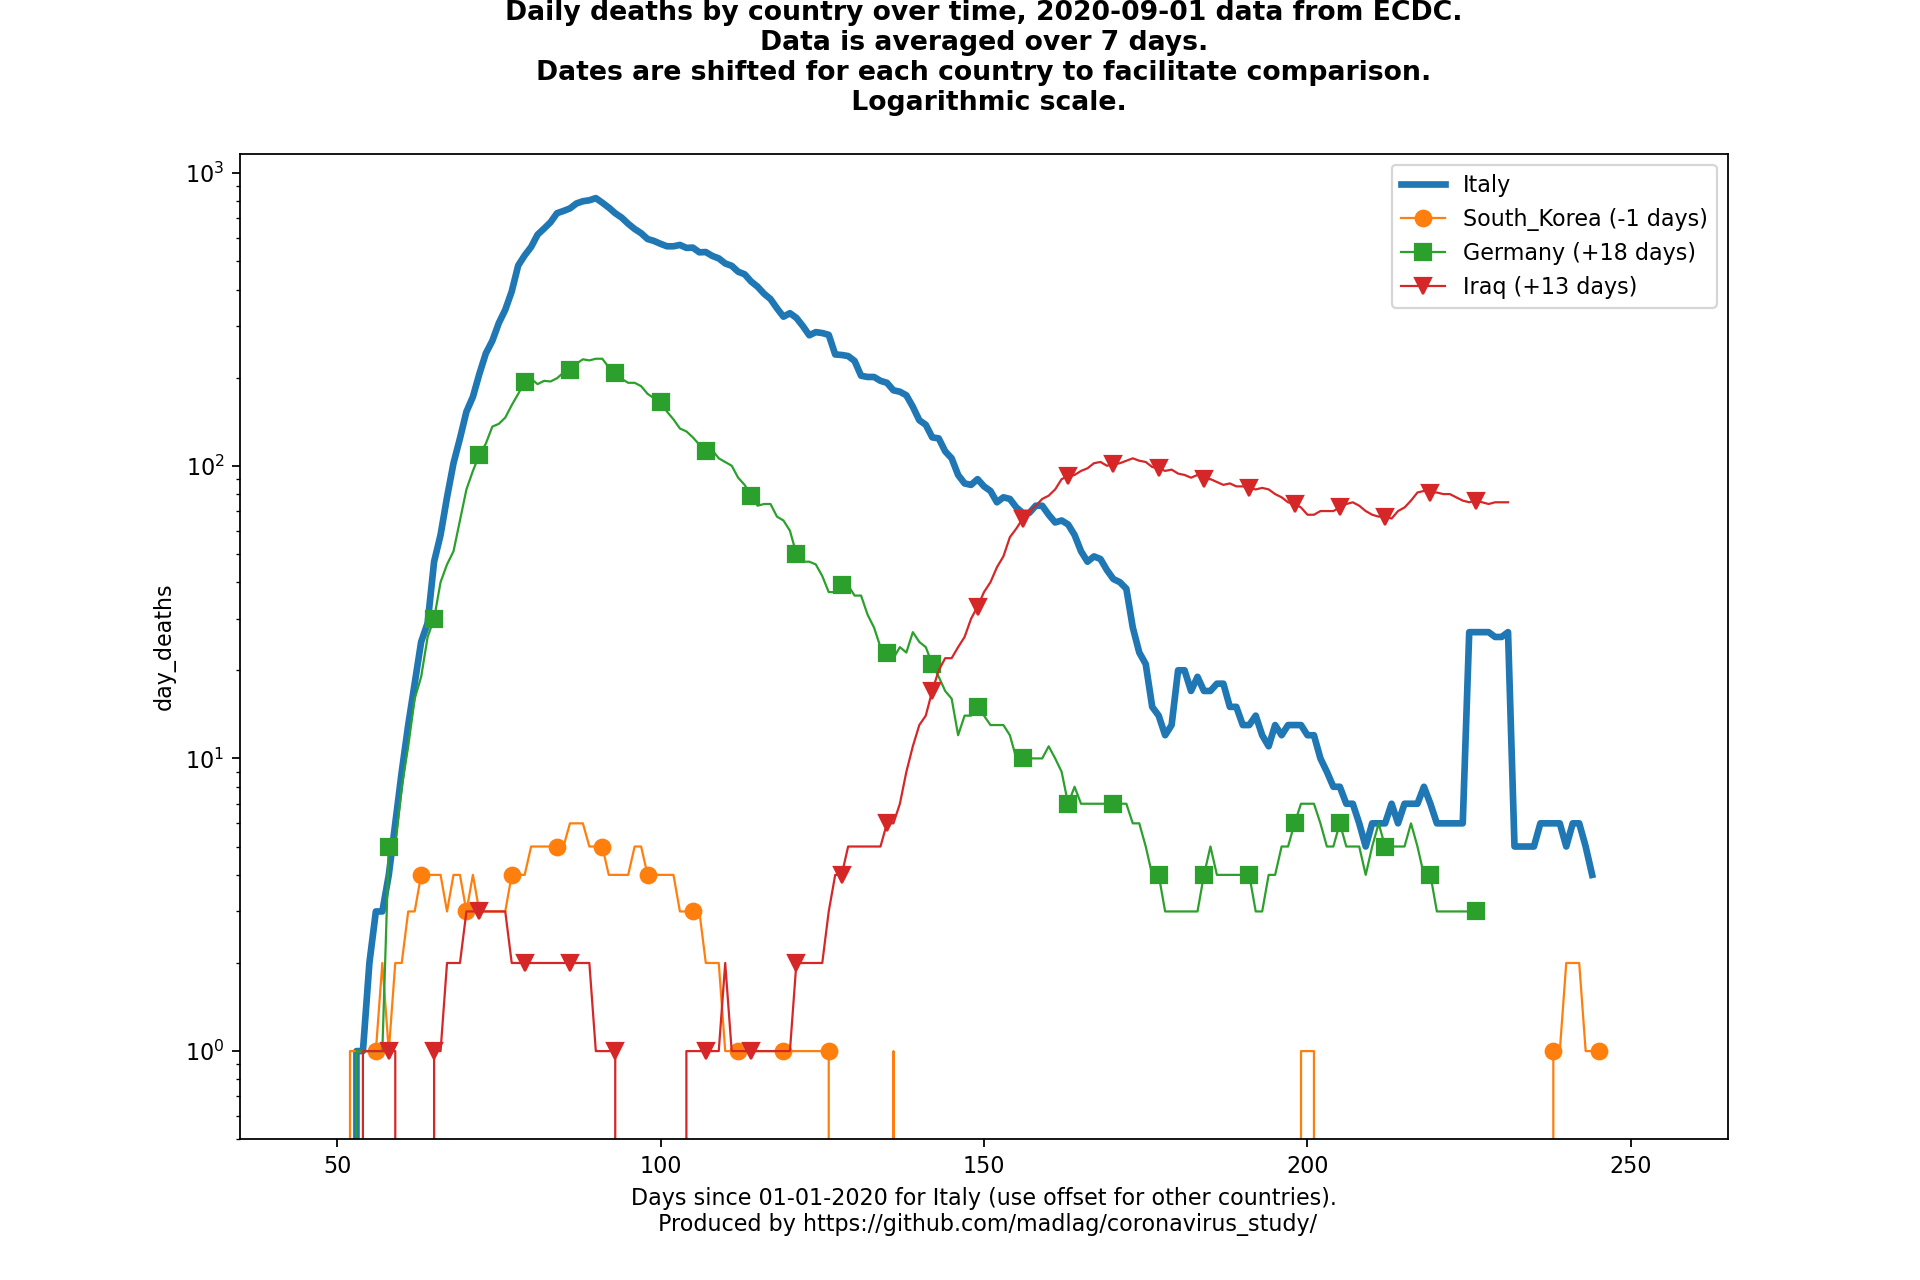 Daily deaths by country over time, 2020-09-01 data from ECDC.
Data is averaged over 7 days.
Dates are shifted for each country to facilitate comparison.
Logarithmic scale.
10³
10²
10¹
10⁰
day_deaths
Italy
South_Korea (-1 days)
Germany (+18 days)
Iraq (+13 days)
50 100 150 200 250
Days since 01-01-2020 for Italy (use offset for other countries).
Produced by https://github.com/madlag/coronavirus_study/